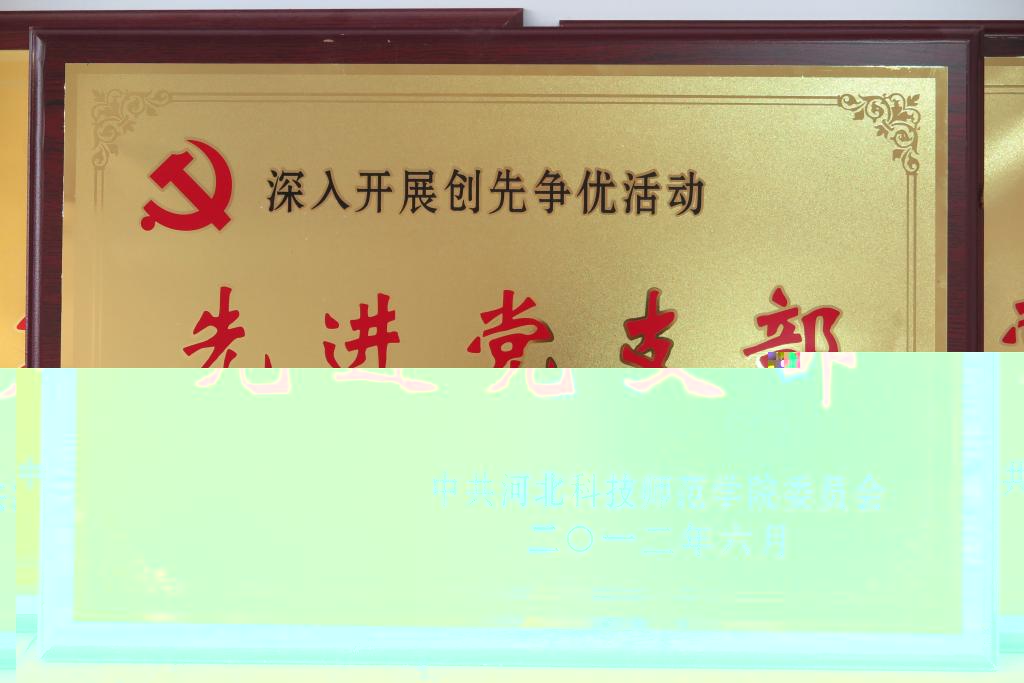 深入开展创先争优活动
先进党支部
中共河北科技师范学院委员会
二〇一二年六月